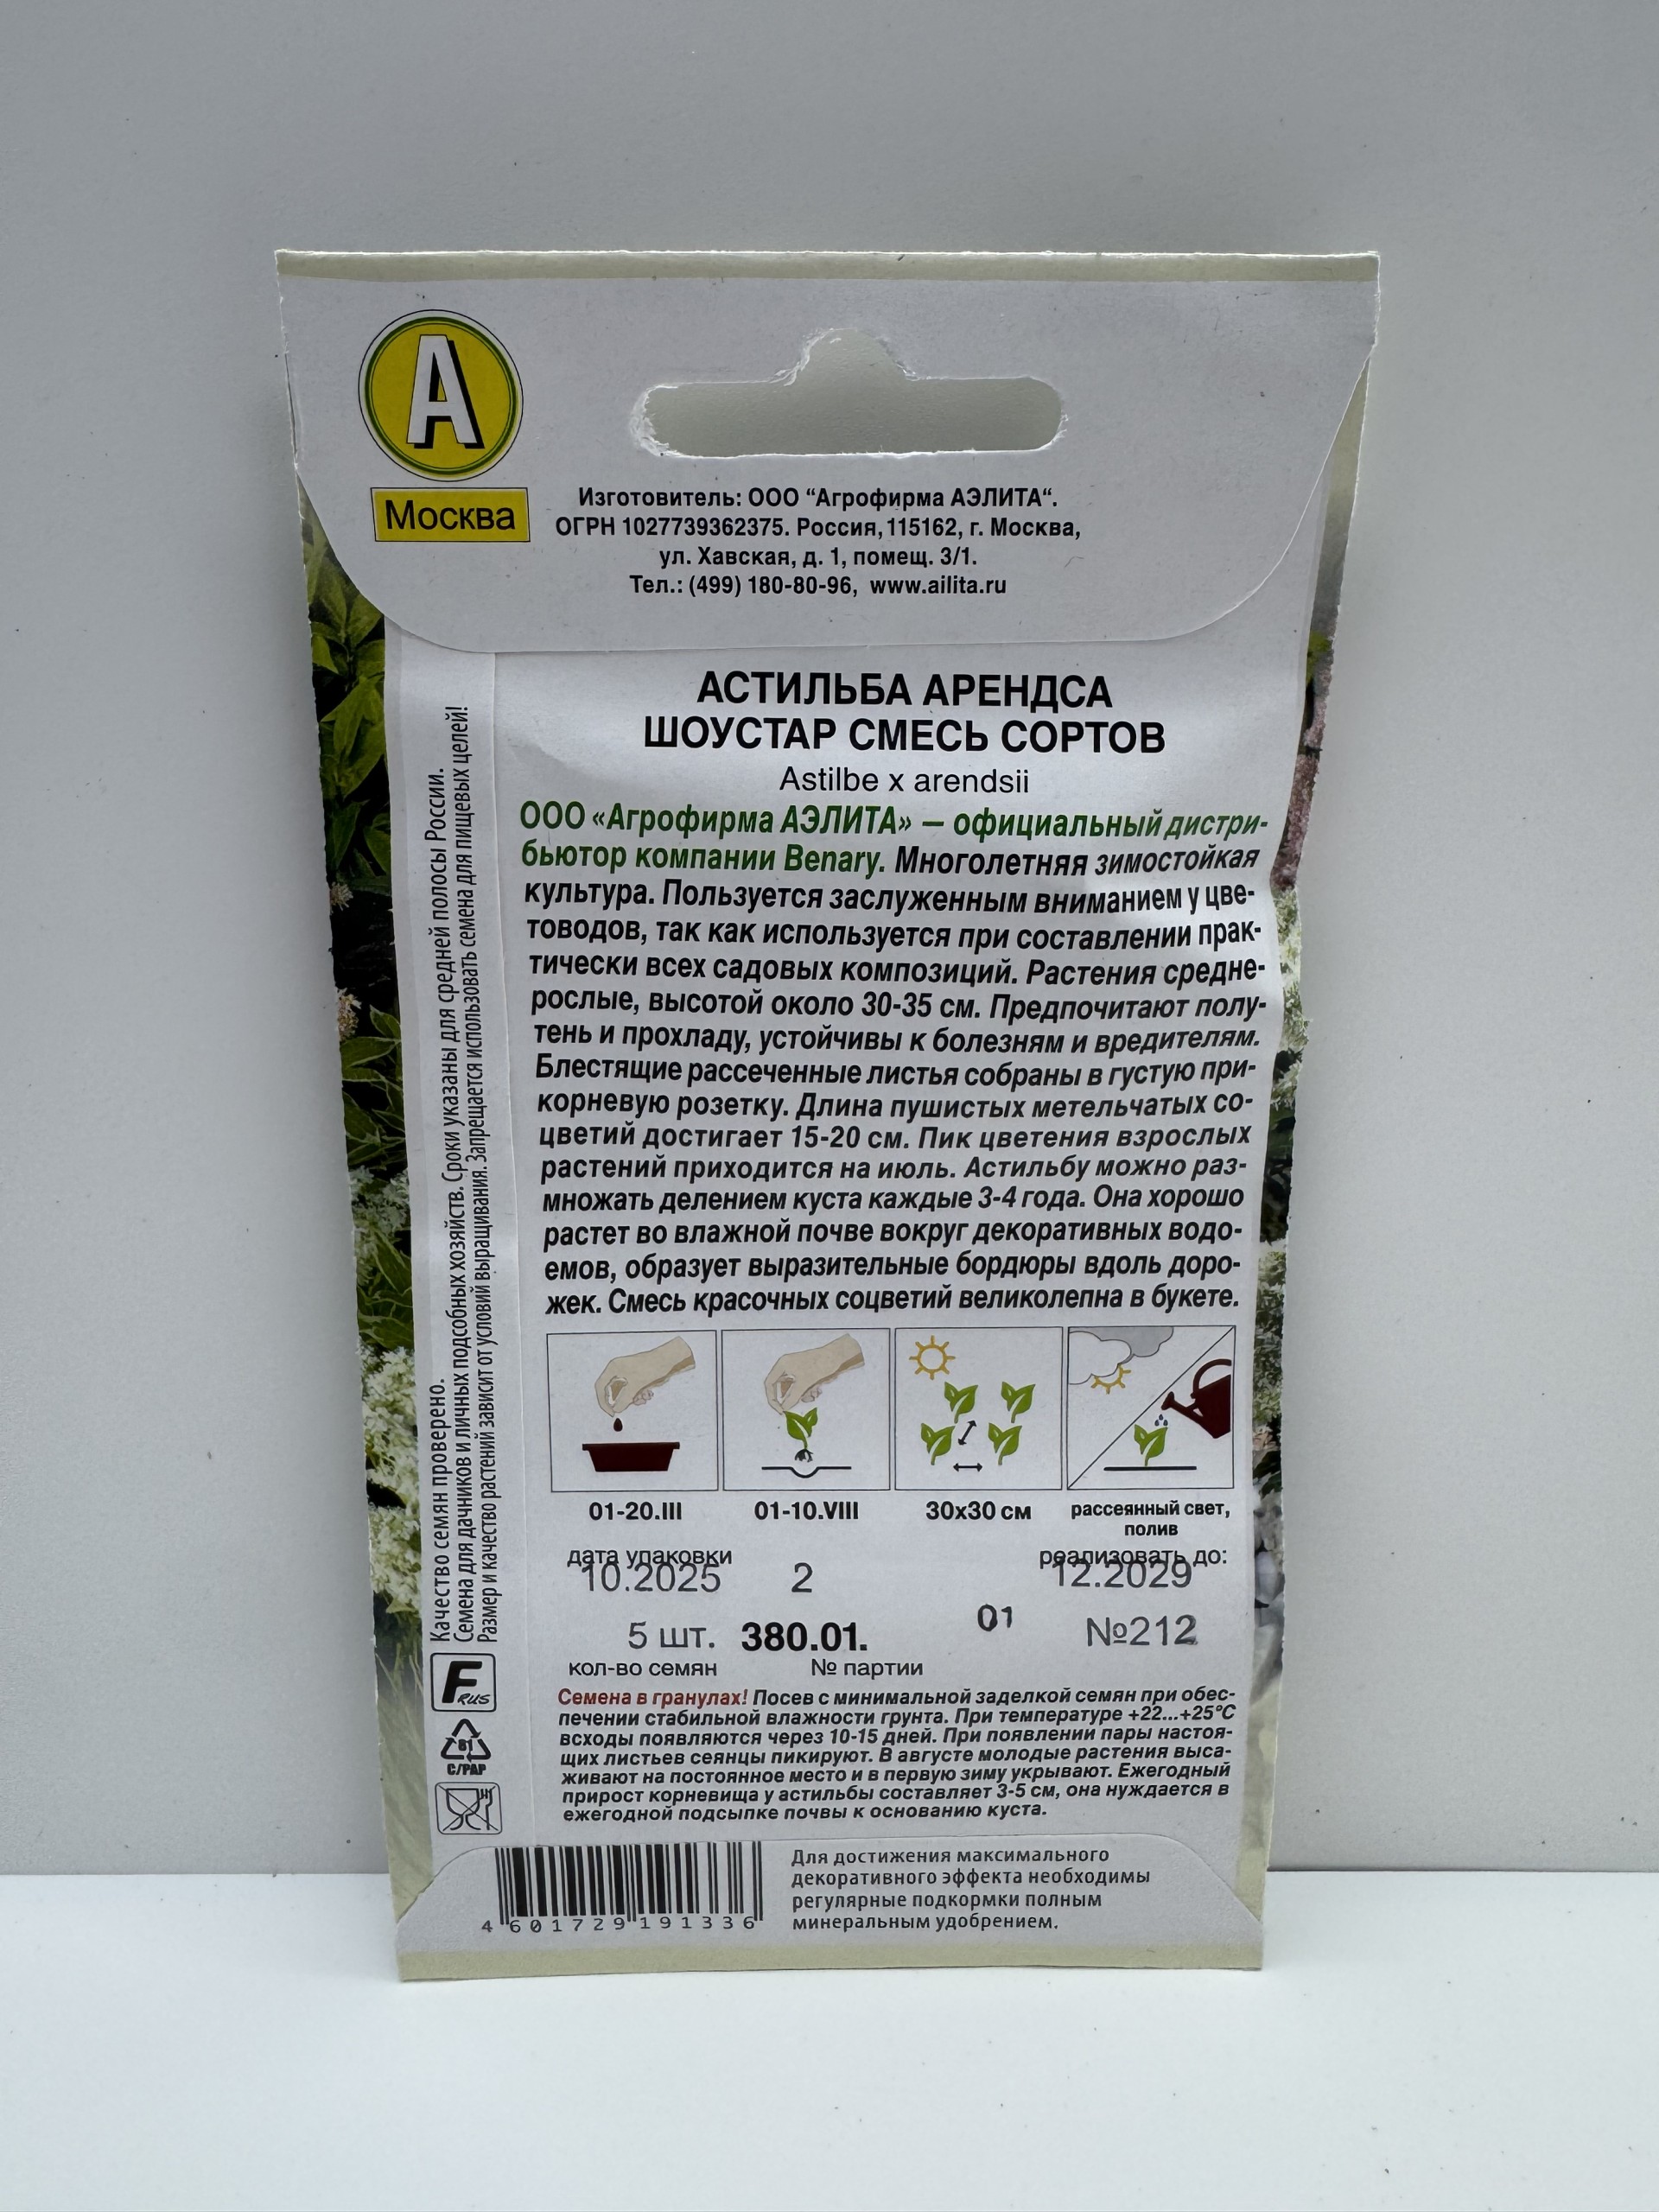 А
Москва
Изготовитель: ООО “Агрофирма АЭЛИТА“.
ОГРН 1027739362375. Россия, 115162, г. Москва,
ул. Хавская, д. 1, помещ. 3/1.
Тел.: (499) 180-80-96, www.ailita.ru
АСТИЛЬБА АРЕНДСА
ШОУСТАР СМЕСЬ СОРТОВ
Astilbe x arendsii
ООО «Агрофирма АЭЛИТА» — официальный дистри-
бьютор компании Benary. Многолетняя зимостойкая
культура. Пользуется заслуженным вниманием у цве-
товодов, так как используется при составлении прак-
тически всех садовых композиций. Растения средне-
рослые, высотой около 30-35 см. Предпочитают полу-
тень и прохладу, устойчивы к болезням и вредителям.
Блестящие рассеченные листья собраны в густую при-
корневую розетку. Длина пушистых метельчатых со-
цветий достигает 15-20 см. Пик цветения взрослых
растений приходится на июль. Астильбу можно раз-
множать делением куста каждые 3-4 года. Она хорошо
растет во влажной почве вокруг декоративных водо-
емов, образует выразительные бордюры вдоль доро-
жек. Смесь красочных соцветий великолепна в букете.
01-20.III
01-10.VIII
30х30 см
рассеянный свет,
полив
дата упаковки
реализовать до:
10.2025 2 12.2029
5 шт. 380.01. 01 №212
кол-во семян № партии
Семена в гранулах! Посев с минимальной заделкой семян при обес-
печении стабильной влажности грунта. При температуре +22...+25°С
всходы появляются через 10-15 дней. При появлении пары настоя-
щих листьев сеянцы пикируют. В августе молодые растения выса-
живают на постоянное место и в первую зиму укрывают. Ежегодный
прирост корневища у астильбы составляет 3-5 см, она нуждается в
ежегодной подсыпке почвы к основанию куста.
Качество семян проверено.
Семена для дачников и личных подсобных хозяйств. Сроки указаны для средней полосы России.
Размер и качество растений зависит от условий выращивания. Запрещается использовать семена для пищевых целей!
F RUS
81
C/PAP
4 601729 191336
Для достижения максимального
декоративного эффекта необходимы
регулярные подкормки полным
минеральным удобрением.